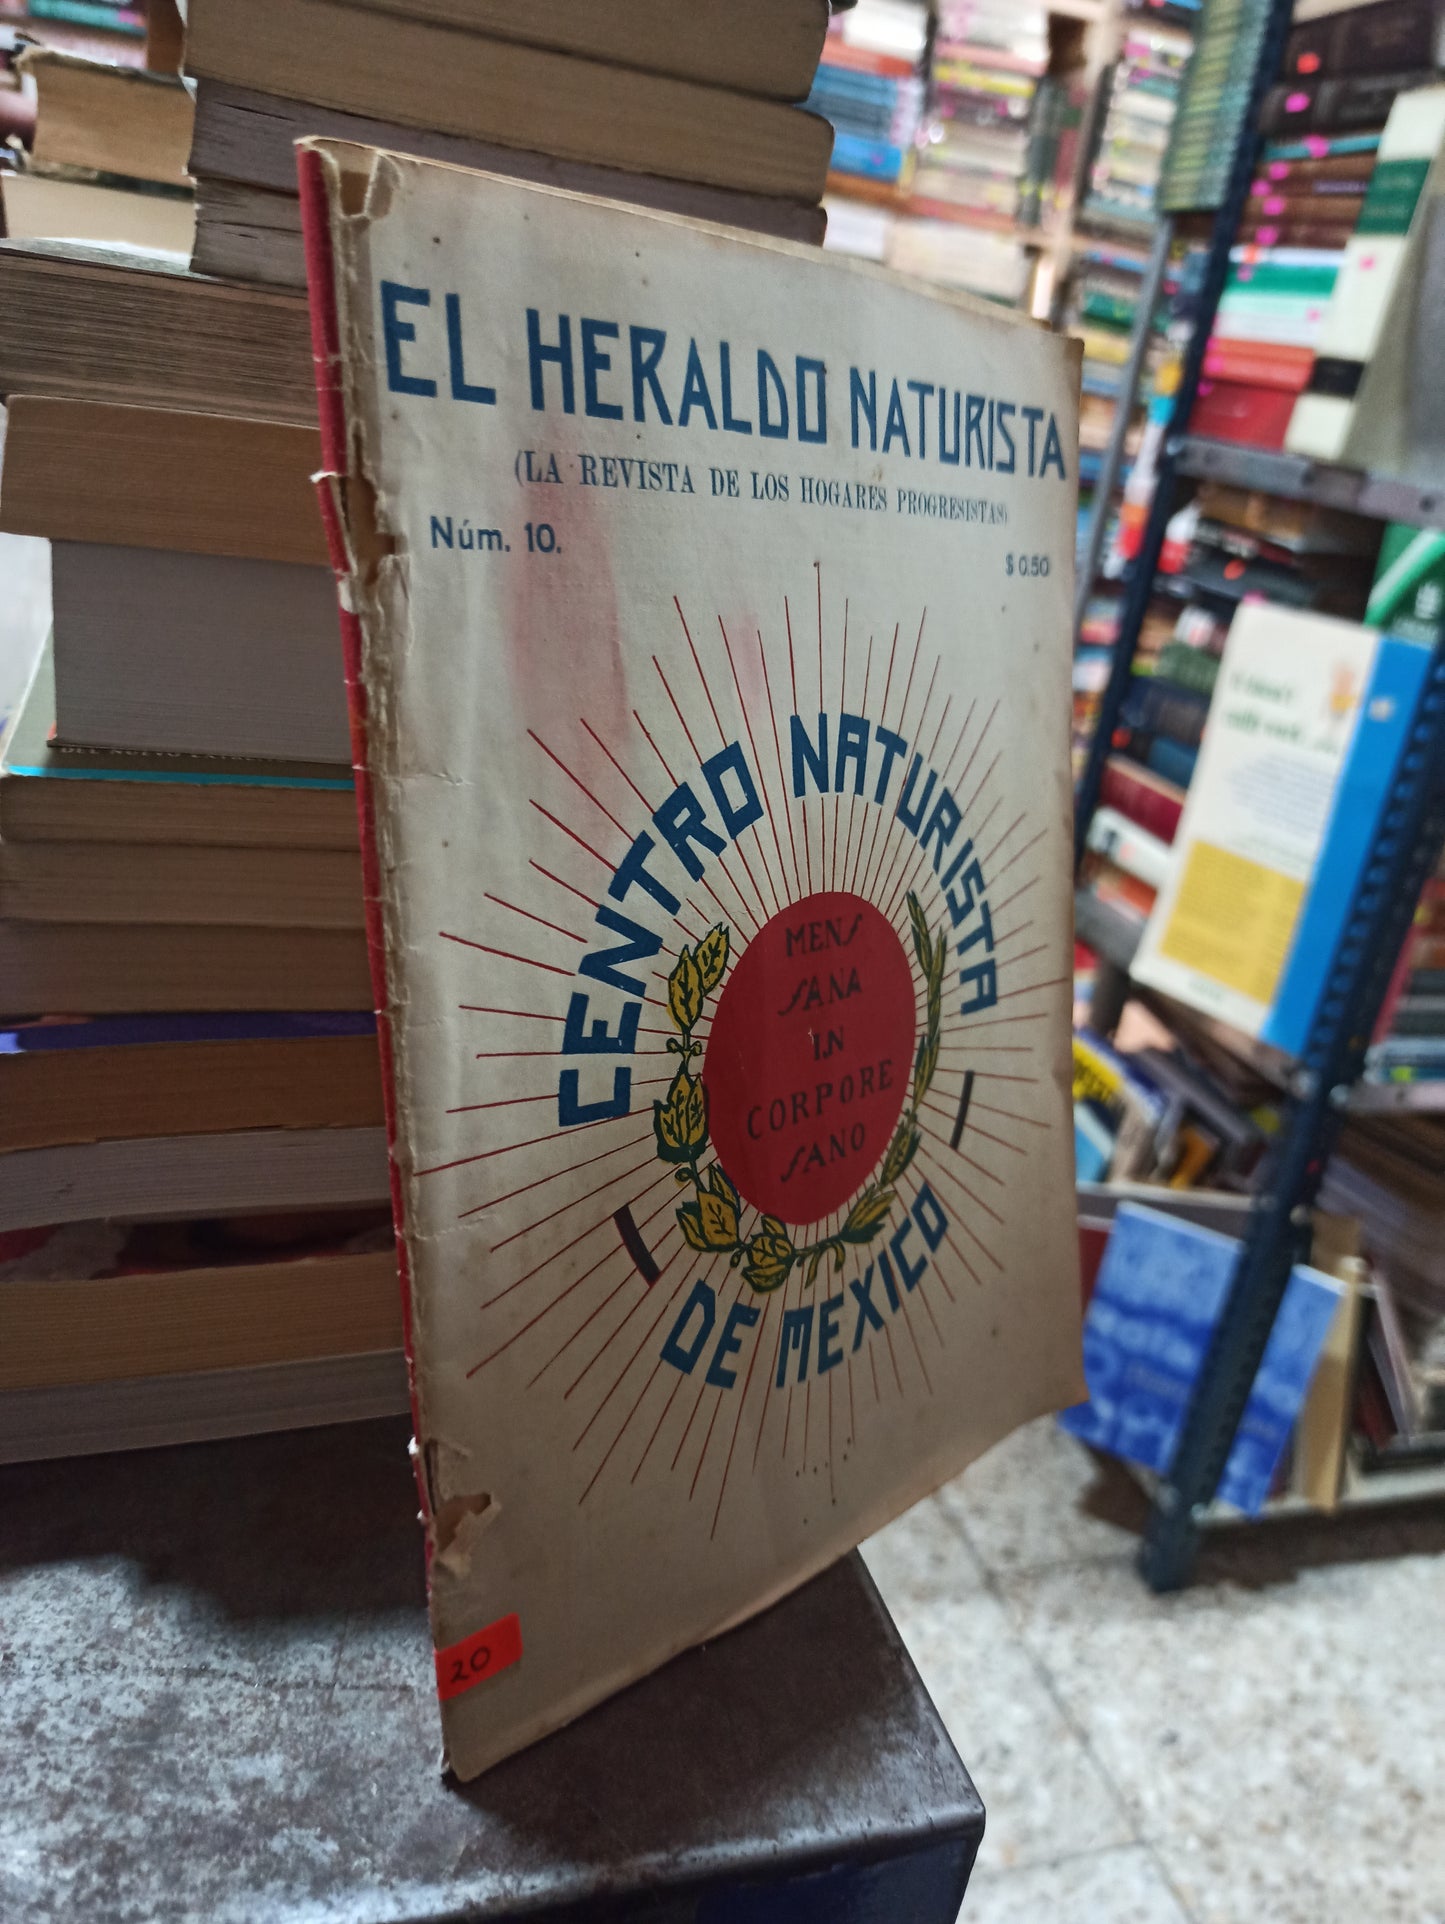 EL HERALDO NATURISTA
(LA REVISTA DE LOS HOGARES PROGRESISTAS)
Núm. 10.
$ 0.50
CENTRO NATURISTA
MENS
SANA
IN
CORPORE
SANO
DE MEXICO
20